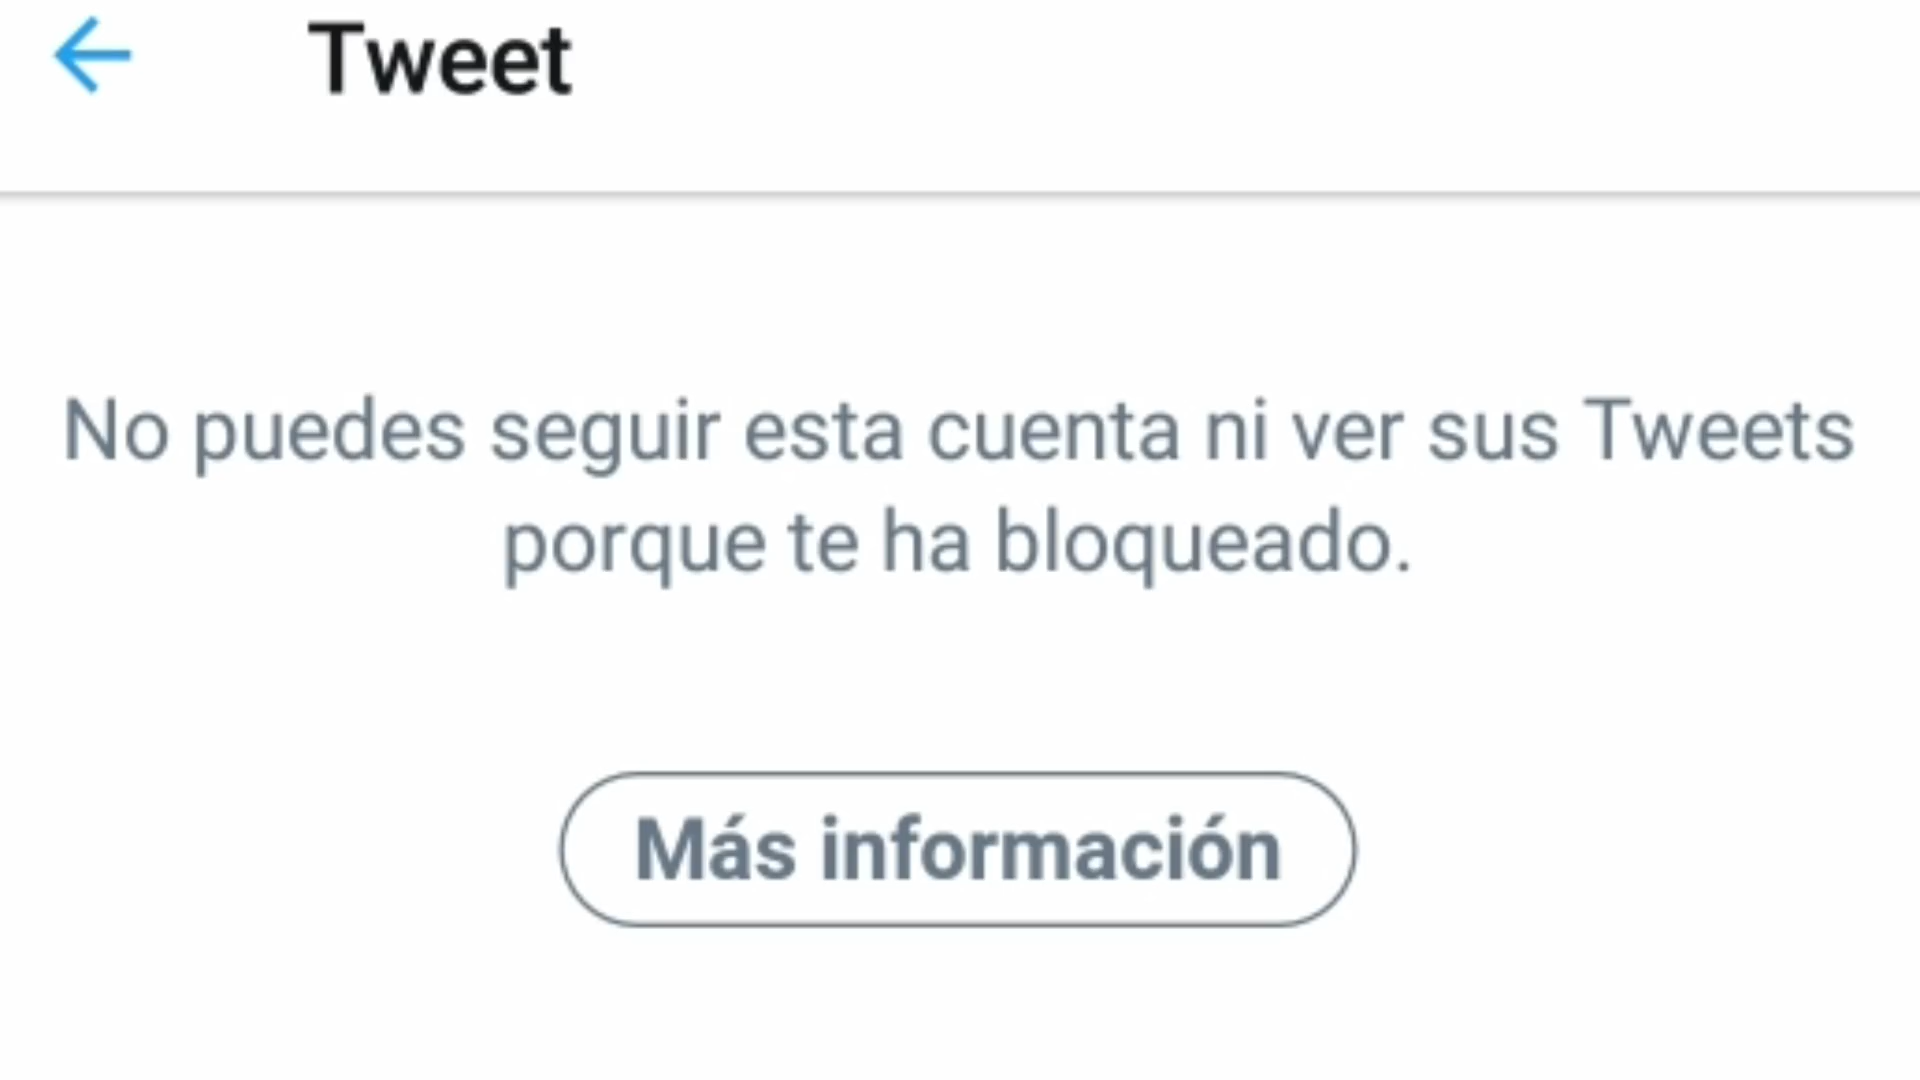 Tweet
No puedes seguir esta cuenta ni ver sus Tweets
porque te ha bloqueado.
Más información